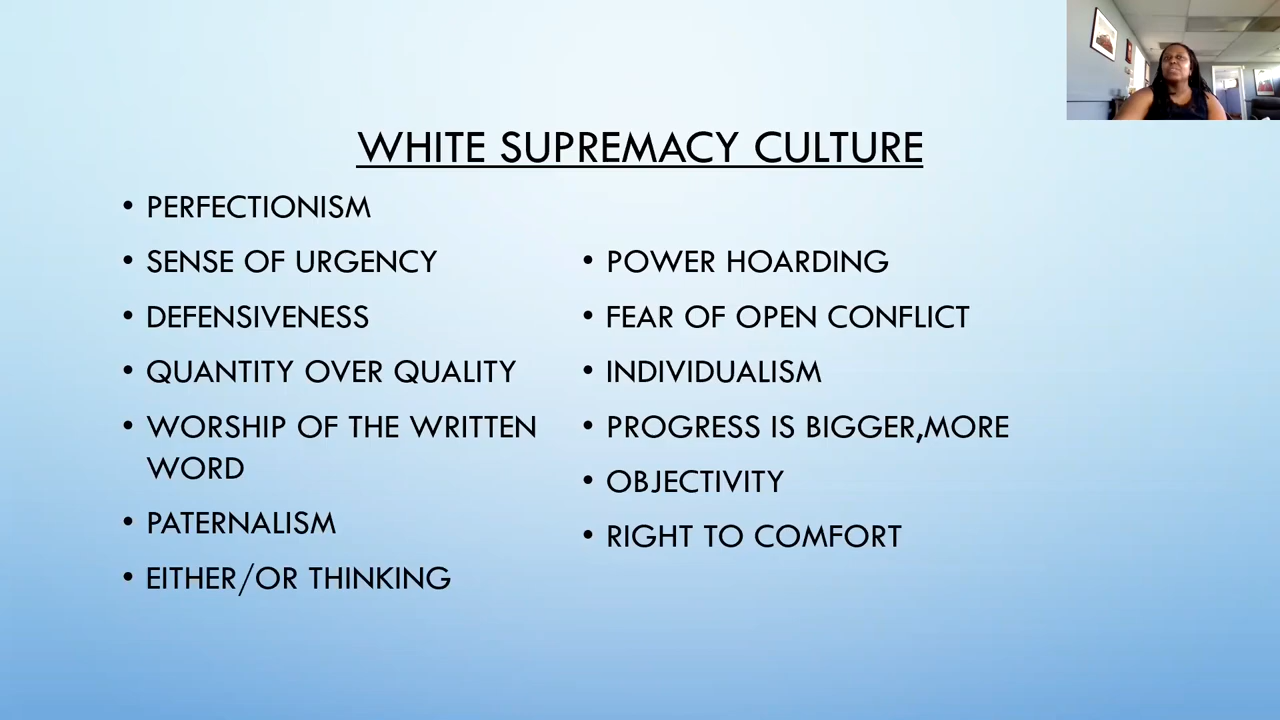 WHITE SUPREMACY CULTURE
• PERFECTIONISM
• SENSE OF URGENCY
• DEFENSIVENESS
• QUANTITY OVER QUALITY
• WORSHIP OF THE WRITTEN
WORD
• PATERNALISM
• EITHER/OR THINKING
• POWER HOARDING
• FEAR OF OPEN CONFLICT
• INDIVIDUALISM
• PROGRESS IS BIGGER,MORE
• OBJECTIVITY
• RIGHT TO COMFORT